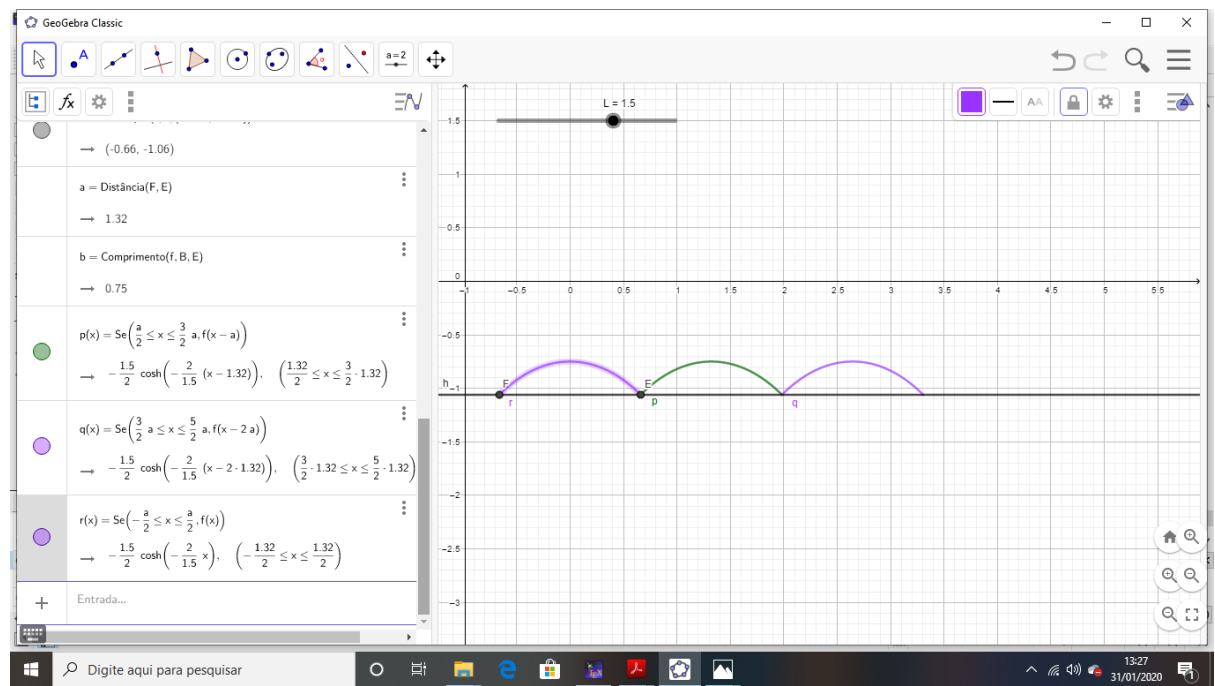 GeoGebra Classic
A
a=2
L = 1.5
AA
→ (-0.66, -1.06)
a = Distância(F, E)
→ 1.32
b = Comprimento(f, B, E)
→ 0.75
p(x) = Se(a/2 ≤ x ≤ 3/2 a, f(x − a))
→ −1.5/2 cosh(−2/1.5 (x − 1.32)), (1.32/2 ≤ x ≤ 3/2 · 1.32)
q(x) = Se(3/2 a ≤ x ≤ 5/2 a, f(x − 2 a))
→ −1.5/2 cosh(−2/1.5 (x − 2 · 1.32)), (3/2 · 1.32 ≤ x ≤ 5/2 · 1.32)
r(x) = Se(−a/2 ≤ x ≤ a/2, f(x))
→ −1.5/2 cosh(−2/1.5 x), (−1.32/2 ≤ x ≤ 1.32/2)
+ Entrada...
1.5
1
0.5
0
−1 −0.5 0 0.5 1 1.5 2 2.5 3 3.5 4 4.5 5 5.5
−0.5
h −1
F E
r p q
−1.5
−2
−2.5
−3
Digite aqui para pesquisar
13:27
31/01/2020